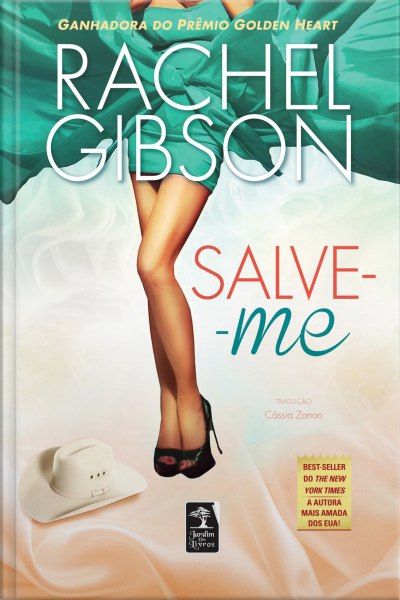 GANHADORA DO PRÊMIO GOLDEN HEART
RACHEL
GIBSON
SALVE-
-me
TRADUÇÃO
Cássia Zanon
BEST-SELLER
DO THE NEW
YORK TIMES
A AUTORA
MAIS AMADA
DOS EUA!
Jardim
dos
Livros